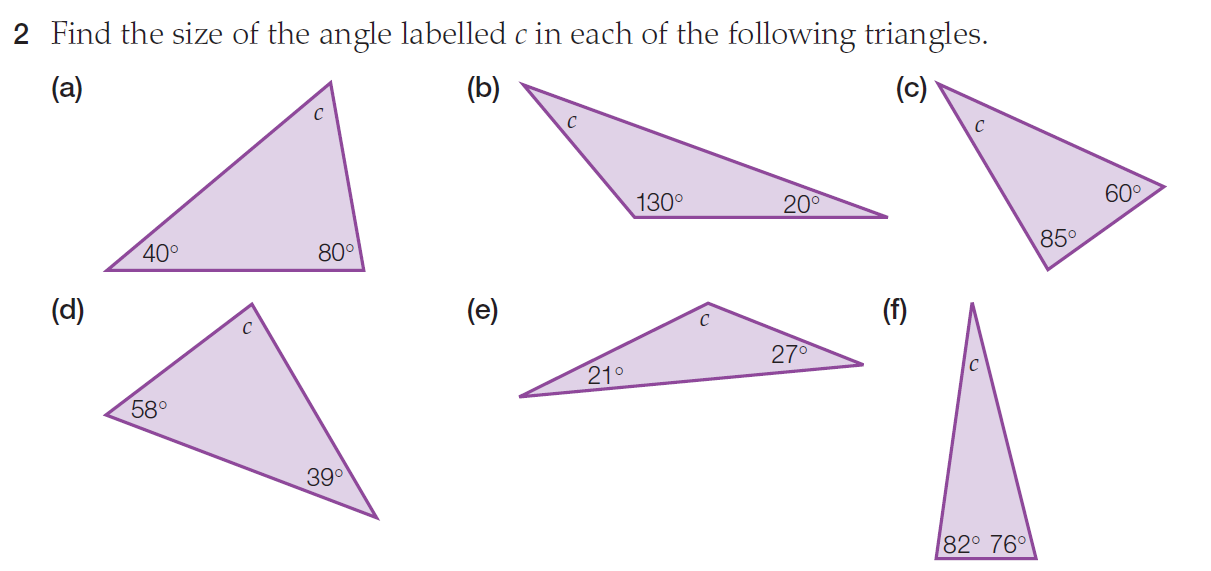 2 Find the size of the angle labelled c in each of the following triangles.
(a) c 40° 80°
(b) c 130° 20°
(c) c 60° 85°
(d) c 58° 39°
(e) c 21° 27°
(f) c 82° 76°